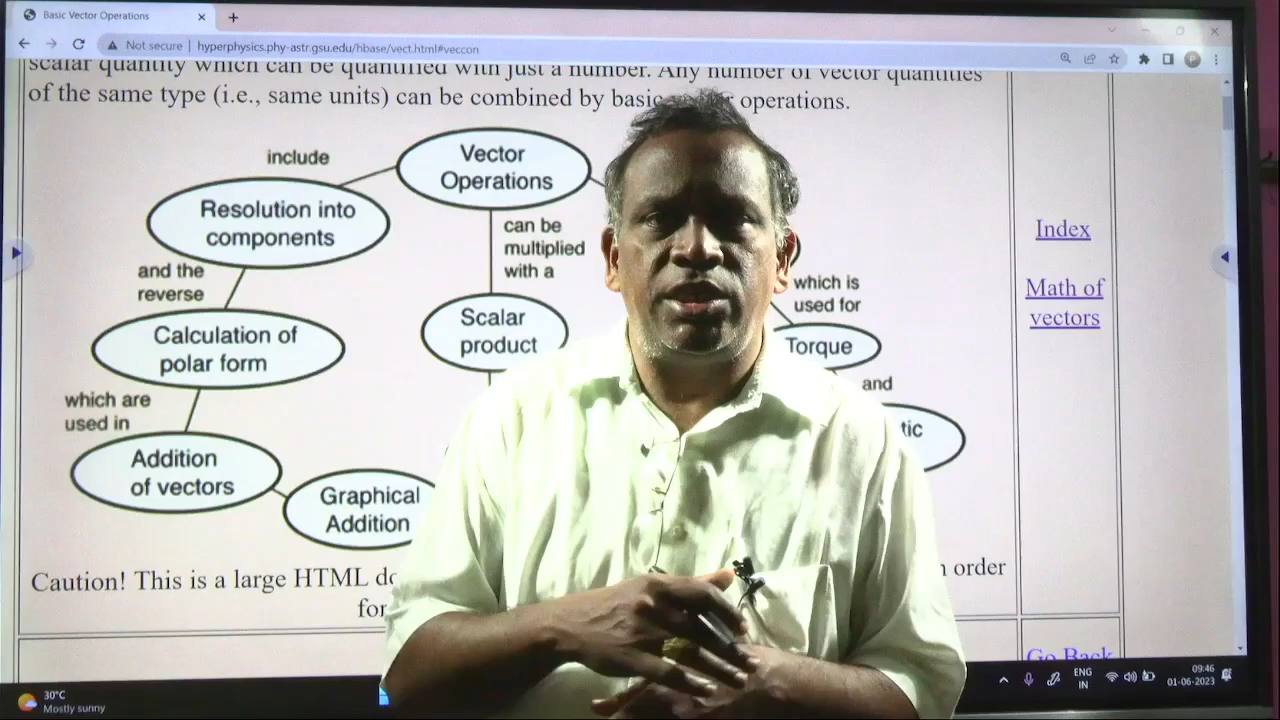 Basic Vector Operations
Not secure | hyperphysics.phy-astr.gsu.edu/hbase/vect.html#veccon
scalar quantity which can be quantified with just a number. Any number of vector quantities
of the same type (i.e., same units) can be combined by basic operations.
include
Vector
Operations
Resolution into
components
can be
multiplied
with a
and the
reverse
which is
used for
Calculation of
polar form
Scalar
product
Torque
and
which are
used in
tic
Addition
of vectors
Graphical
Addition
Index
Math of
vectors
Caution! This is a large HTML order
for
Go Back
30°C
Mostly sunny
ENG
IN
09:46
01-06-2023